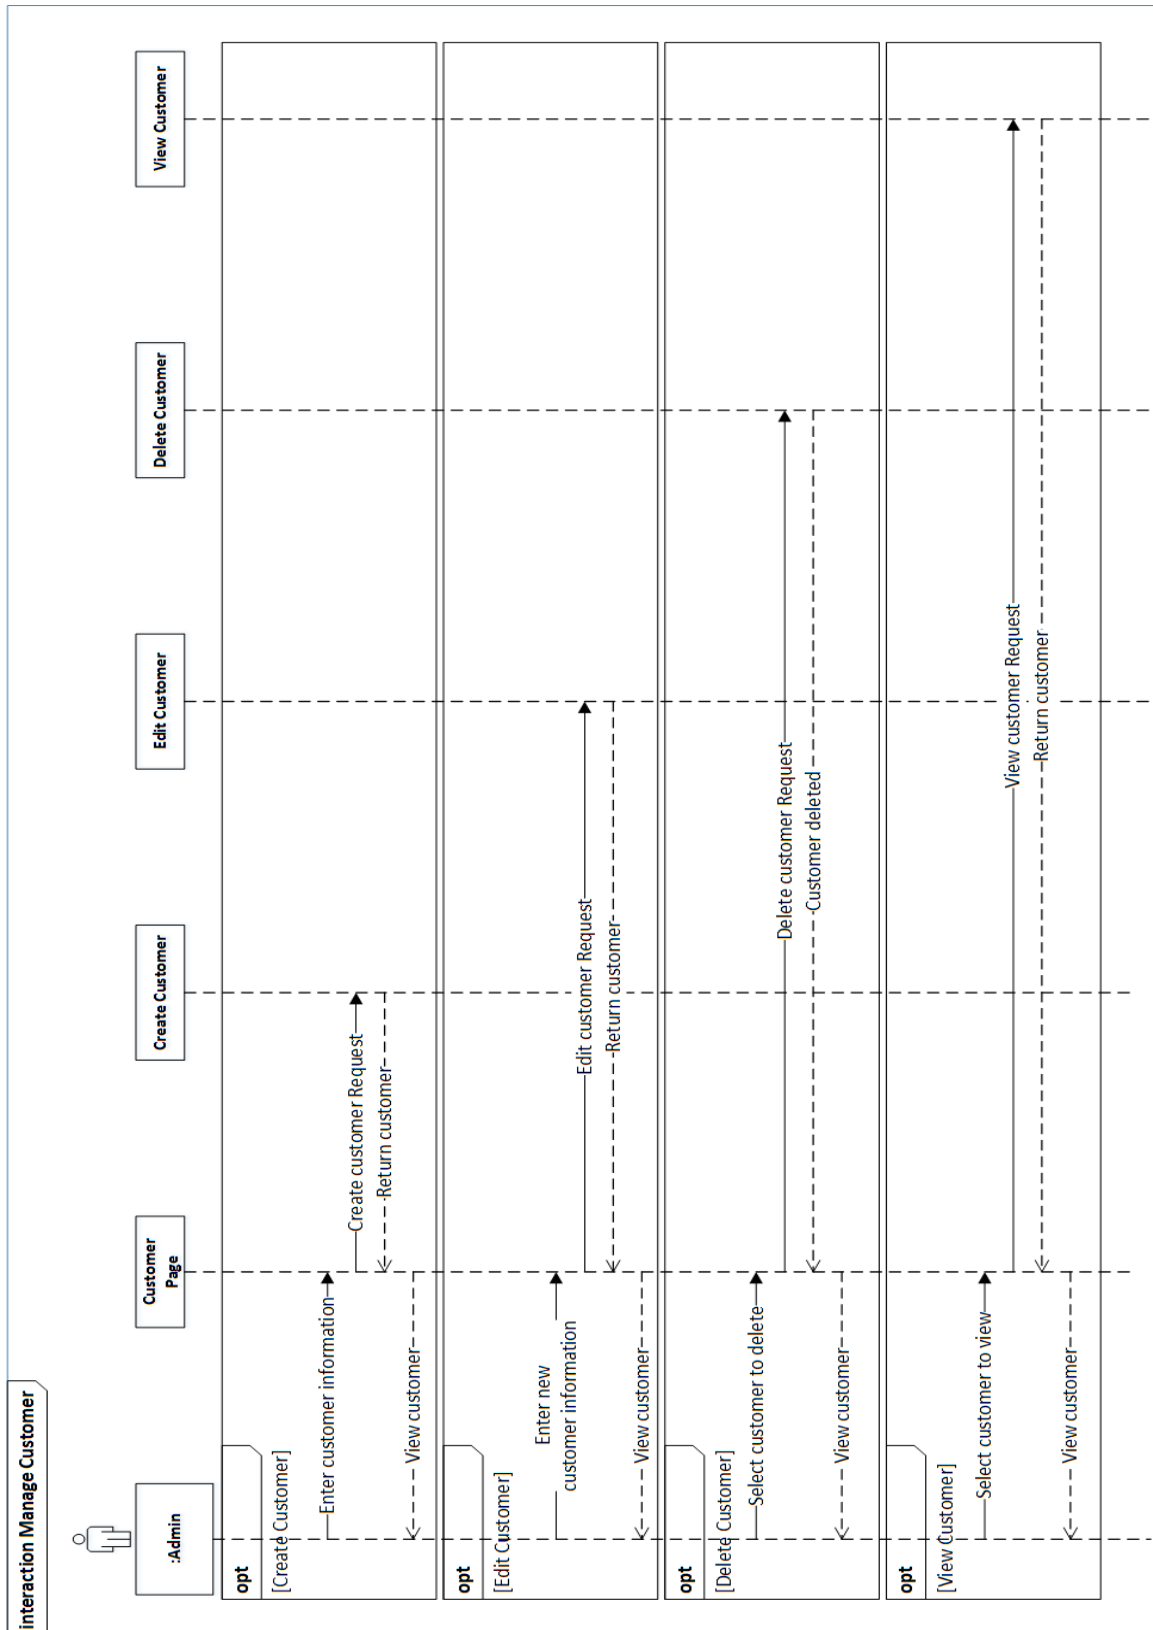 interaction Manage Customer
:Admin
Customer
Page
Create Customer
Edit Customer
Delete Customer
View Customer
opt
[Create Customer]
Enter customer information
Create customer Request
Return customer
View customer
opt
[Edit Customer]
Enter new
customer information
Edit customer Request
Return customer
View customer
opt
[Delete Customer]
Select customer to delete
Delete customer Request
Customer deleted
View customer
opt
[View Customer]
Select customer to view
View customer Request
Return customer
View customer